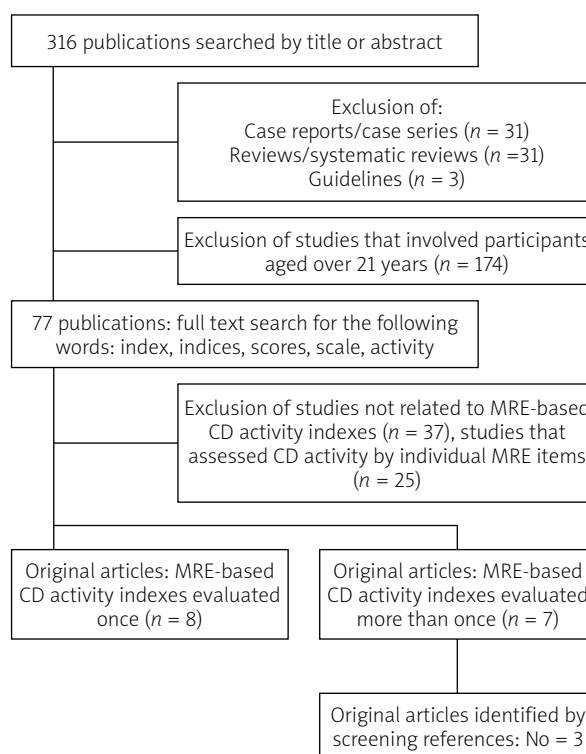 316 publications searched by title or abstract
Exclusion of:
Case reports/case series (n = 31)
Reviews/systematic reviews (n =31)
Guidelines (n = 3)
Exclusion of studies that involved participants
aged over 21 years (n = 174)
77 publications: full text search for the following
words: index, indices, scores, scale, activity
Exclusion of studies not related to MRE-based
CD activity indexes (n = 37), studies that
assessed CD activity by individual MRE items
(n = 25)
Original articles: MRE-based
CD activity indexes evaluated
once (n = 8)
Original articles: MRE-based
CD activity indexes evaluated
more than once (n = 7)
Original articles identified by
screening references: No = 3